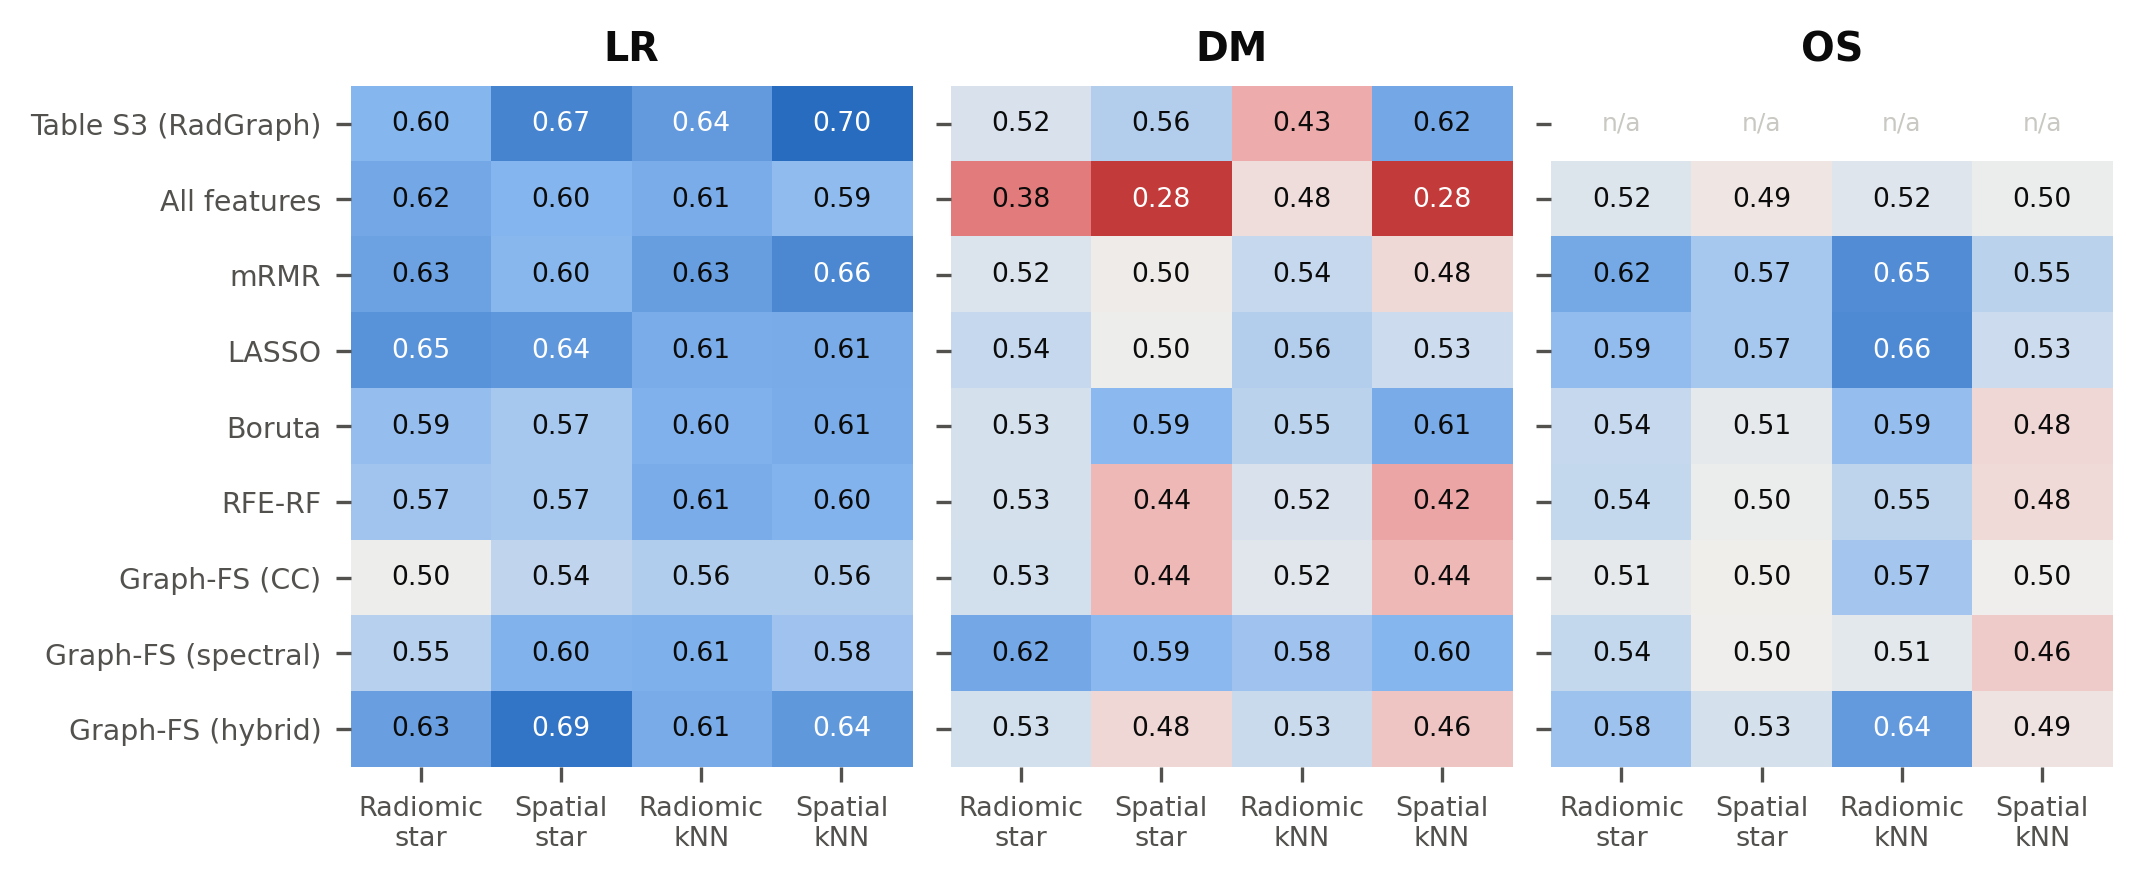 LR DM OS
Table S3 (RadGraph) 0.60 0.67 0.64 0.70 0.52 0.56 0.43 0.62 n/a n/a n/a n/a
All features 0.62 0.60 0.61 0.59 0.38 0.28 0.48 0.28 0.52 0.49 0.52 0.50
mRMR 0.63 0.60 0.63 0.66 0.52 0.50 0.54 0.48 0.62 0.57 0.65 0.55
LASSO 0.65 0.64 0.61 0.61 0.54 0.50 0.56 0.53 0.59 0.57 0.66 0.53
Boruta 0.59 0.57 0.60 0.61 0.53 0.59 0.55 0.61 0.54 0.51 0.59 0.48
RFE-RF 0.57 0.57 0.61 0.60 0.53 0.44 0.52 0.42 0.54 0.50 0.55 0.48
Graph-FS (CC) 0.50 0.54 0.56 0.56 0.53 0.44 0.52 0.44 0.51 0.50 0.57 0.50
Graph-FS (spectral) 0.55 0.60 0.61 0.58 0.62 0.59 0.58 0.60 0.54 0.50 0.51 0.46
Graph-FS (hybrid) 0.63 0.69 0.61 0.64 0.53 0.48 0.53 0.46 0.58 0.53 0.64 0.49
Radiomic Spatial Radiomic Spatial Radiomic Spatial Radiomic Spatial Radiomic Spatial Radiomic Spatial
star star kNN kNN star star kNN kNN star star kNN kNN